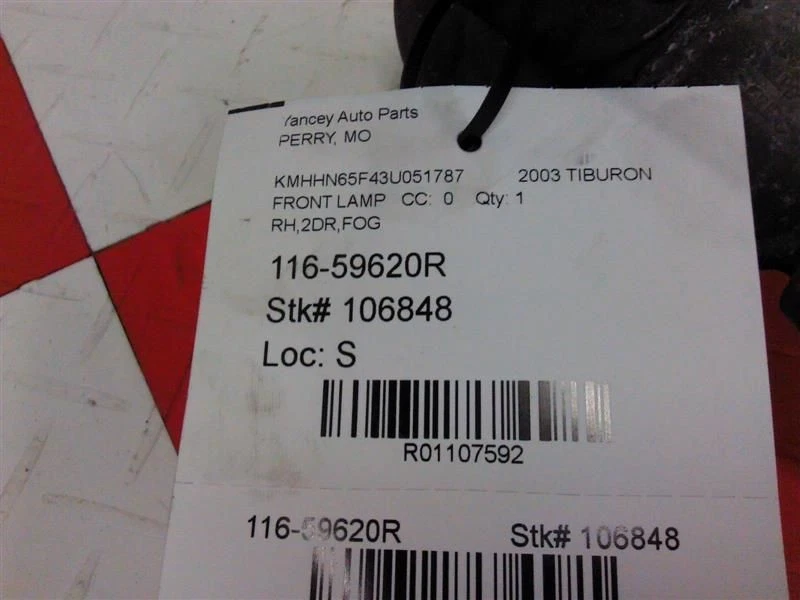 Yancey Auto Parts
PERRY, MO
KMHHN65F43U051787 2003 TIBURON
FRONT LAMP CC: 0 Qty: 1
RH,2DR,FOG
116-59620R
Stk# 106848
Loc: S
R01107592
116-59620R Stk# 106848